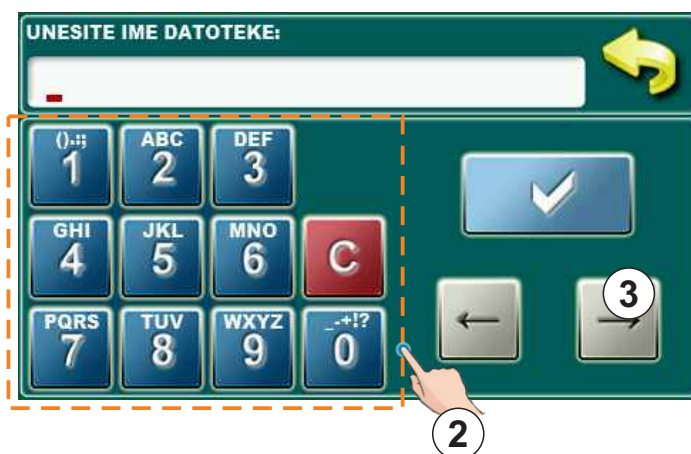 UNESITE IME DATOTEKE:
().:;
1
ABC
2
DEF
3
GHI
4
JKL
5
MNO
6
C
PQRS
7
TUV
8
WXYZ
9
_-+!?
0
←
→
3
2